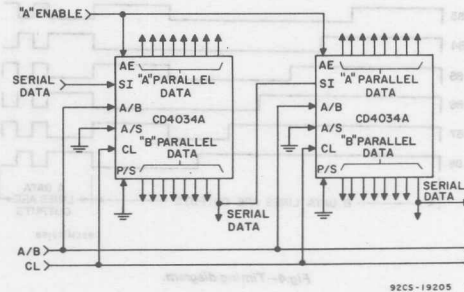 "A" ENABLE
AE
"A" PARALLEL
DATA
SERIAL
DATA
SI
A/B
CD4034A
A/S
CL
"B" PARALLEL
DATA
P/S
SERIAL
DATA
AE
"A" PARALLEL
DATA
SI
A/B
CD4034A
A/S
CL
"B" PARALLEL
DATA
P/S
SERIAL
DATA
A/B
CL
92CS-19205